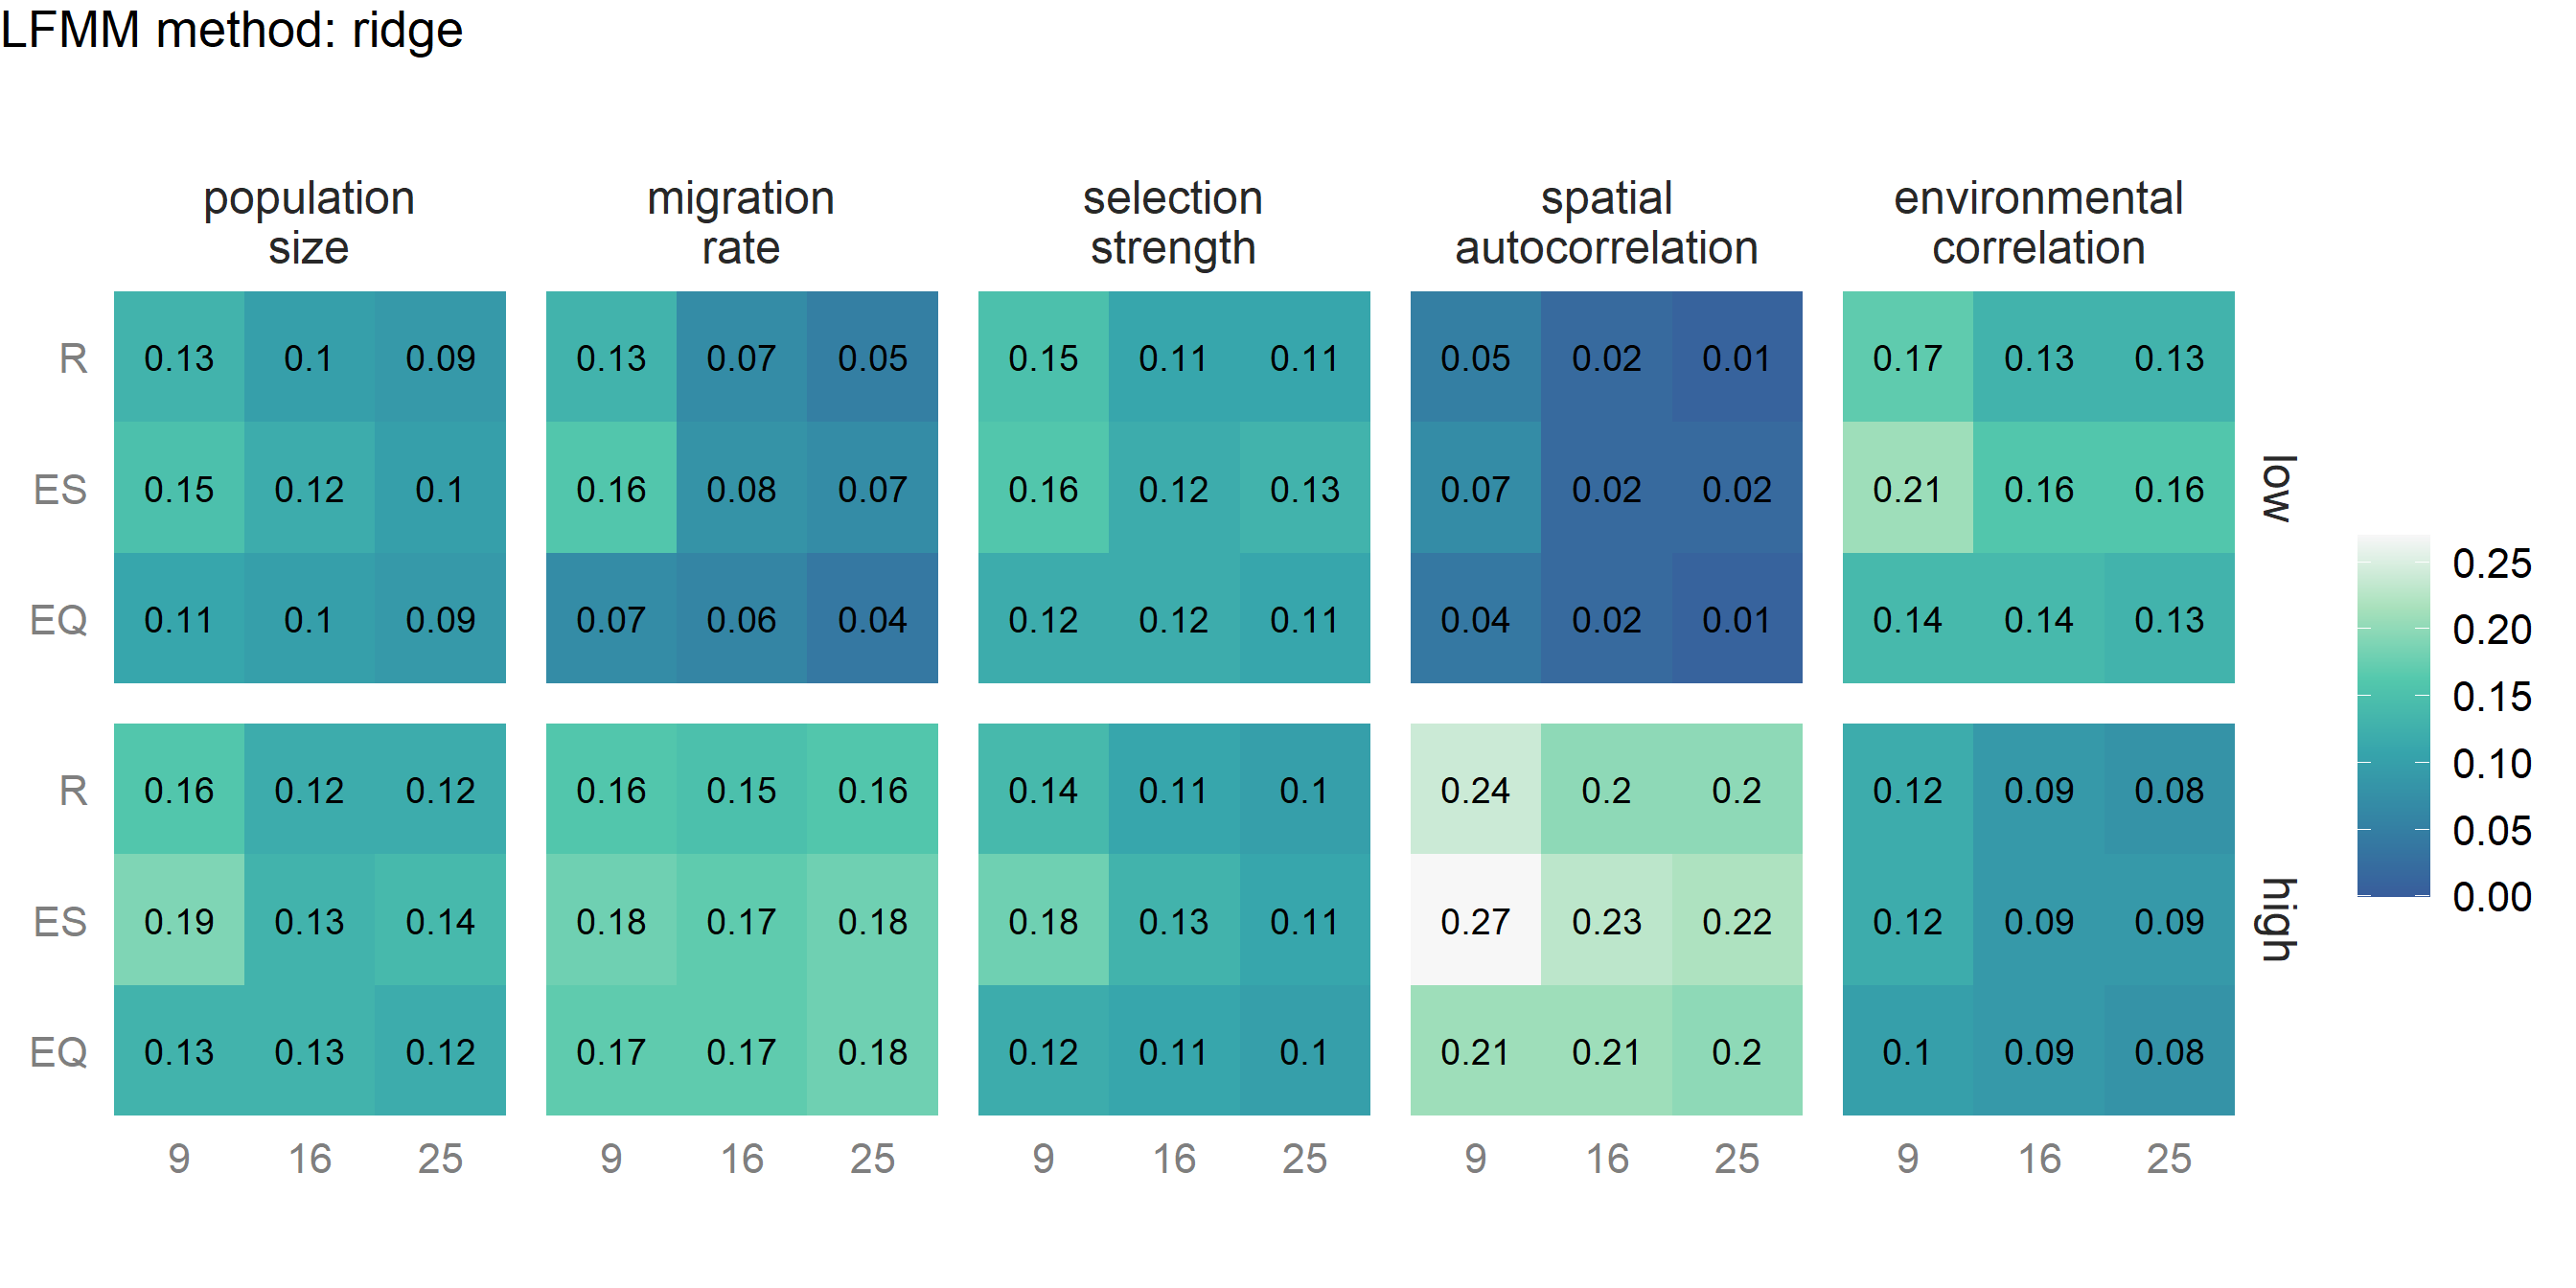 LFMM method: ridge
population size
migration rate
selection strength
spatial autocorrelation
environmental correlation
R 0.13 0.1 0.09 0.13 0.07 0.05 0.15 0.11 0.11 0.05 0.02 0.01 0.17 0.13 0.13
ES 0.15 0.12 0.1 0.16 0.08 0.07 0.16 0.12 0.13 0.07 0.02 0.02 0.21 0.16 0.16
EQ 0.11 0.1 0.09 0.07 0.06 0.04 0.12 0.12 0.11 0.04 0.02 0.01 0.14 0.14 0.13
low
R 0.16 0.12 0.12 0.16 0.15 0.16 0.14 0.11 0.1 0.24 0.2 0.2 0.12 0.09 0.08
ES 0.19 0.13 0.14 0.18 0.17 0.18 0.18 0.13 0.11 0.27 0.23 0.22 0.12 0.09 0.09
EQ 0.13 0.13 0.12 0.17 0.17 0.18 0.12 0.11 0.1 0.21 0.21 0.2 0.1 0.09 0.08
high
9 16 25 9 16 25 9 16 25 9 16 25 9 16 25
0.25
0.20
0.15
0.10
0.05
0.00